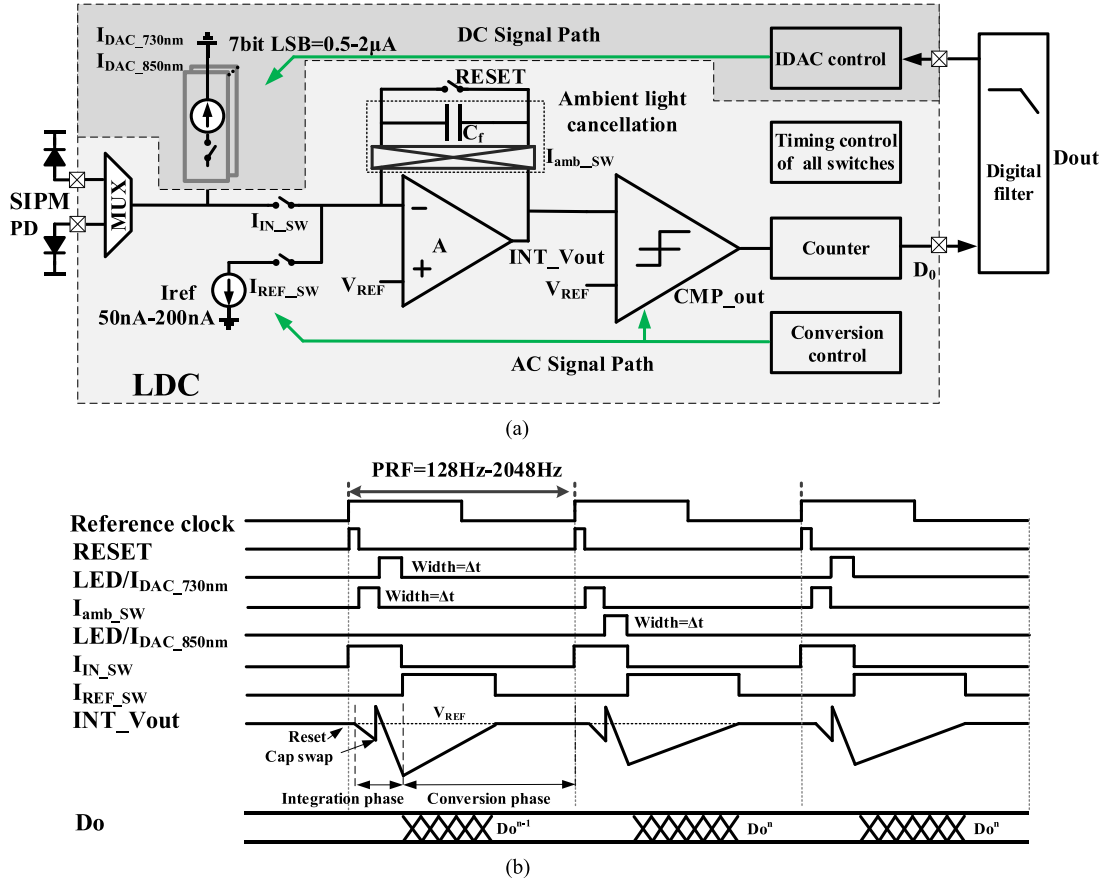 I_DAC_730nm
I_DAC_850nm
7bit LSB=0.5-2μA
DC Signal Path
IDAC control
RESET
C_f
Ambient light
cancellation
I_amb_SW
Timing control
of all switches
SIPM
PD
MUX
I_IN_SW
I_REF_SW
Iref
50nA-200nA
−
A
+
V_REF
INT_Vout
V_REF
CMP_out
Counter
D_0
Digital
filter
Dout
Conversion
control
AC Signal Path
LDC
(a)
PRF=128Hz-2048Hz
Reference clock
RESET
LED/I_DAC_730nm
Width=Δt
I_amb_SW
Width=Δt
LED/I_DAC_850nm
Width=Δt
I_IN_SW
I_REF_SW
INT_Vout
V_REF
Reset
Cap swap
Integration phase
Conversion phase
Do
Do^n-1
Do^n
Do^n
(b)